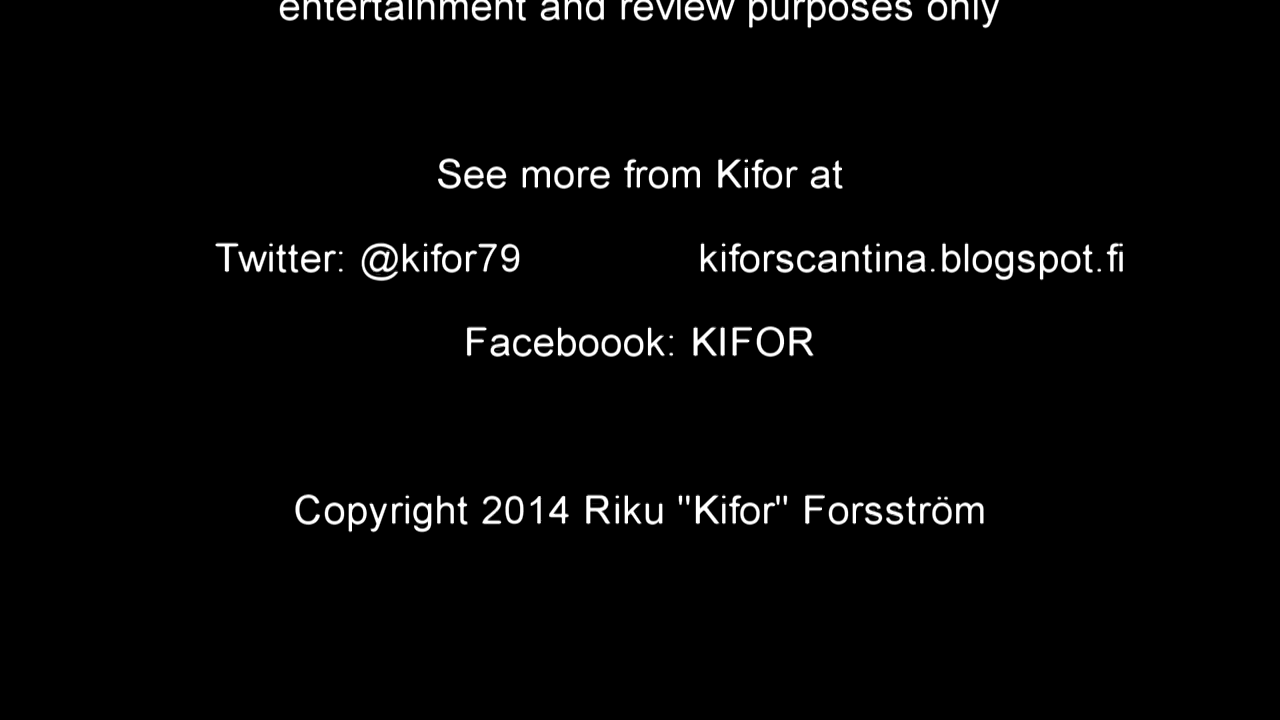 entertainment and review purposes only
See more from Kifor at
Twitter: @kifor79 kiforscantina.blogspot.fi
Faceboook: KIFOR
Copyright 2014 Riku "Kifor" Forsström